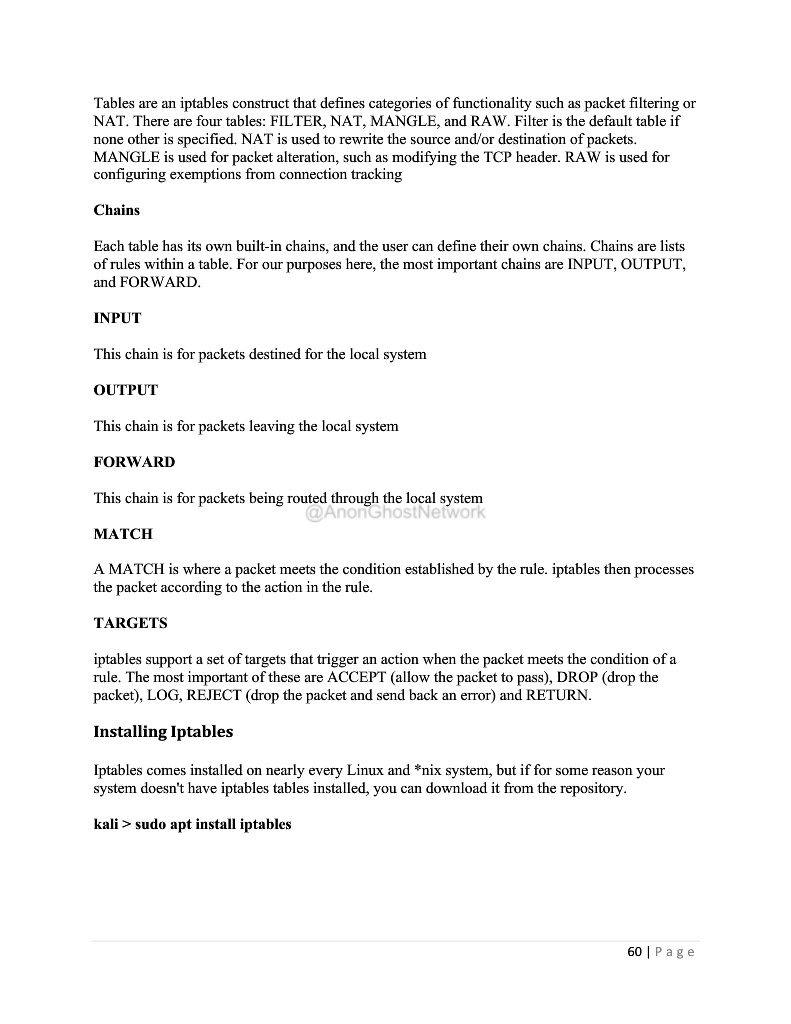 Tables are an iptables construct that defines categories of functionality such as packet filtering or
NAT. There are four tables: FILTER, NAT, MANGLE, and RAW. Filter is the default table if
none other is specified. NAT is used to rewrite the source and/or destination of packets.
MANGLE is used for packet alteration, such as modifying the TCP header. RAW is used for
configuring exemptions from connection tracking
Chains
Each table has its own built-in chains, and the user can define their own chains. Chains are lists
of rules within a table. For our purposes here, the most important chains are INPUT, OUTPUT,
and FORWARD.
INPUT
This chain is for packets destined for the local system
OUTPUT
This chain is for packets leaving the local system
FORWARD
This chain is for packets being routed through the local system
@AnonGhostNetwork
MATCH
A MATCH is where a packet meets the condition established by the rule. iptables then processes
the packet according to the action in the rule.
TARGETS
iptables support a set of targets that trigger an action when the packet meets the condition of a
rule. The most important of these are ACCEPT (allow the packet to pass), DROP (drop the
packet), LOG, REJECT (drop the packet and send back an error) and RETURN.
Installing Iptables
Iptables comes installed on nearly every Linux and *nix system, but if for some reason your
system doesn't have iptables tables installed, you can download it from the repository.
kali > sudo apt install iptables
60 | Page